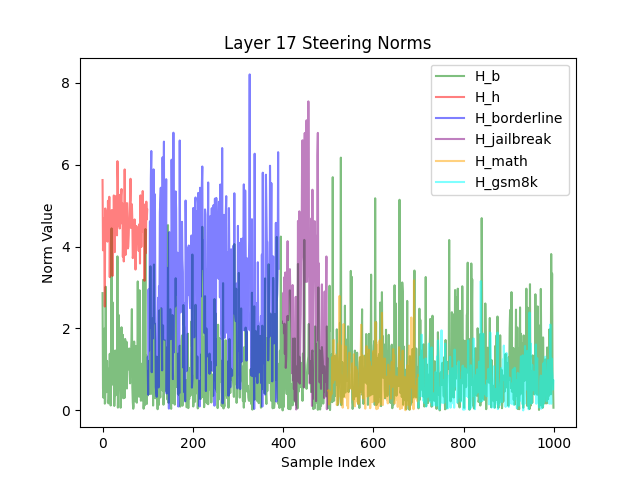 Layer 17 Steering Norms
Norm Value
8
6
4
2
0
H_b
H_h
H_borderline
H_jailbreak
H_math
H_gsm8k
0 200 400 600 800 1000
Sample Index